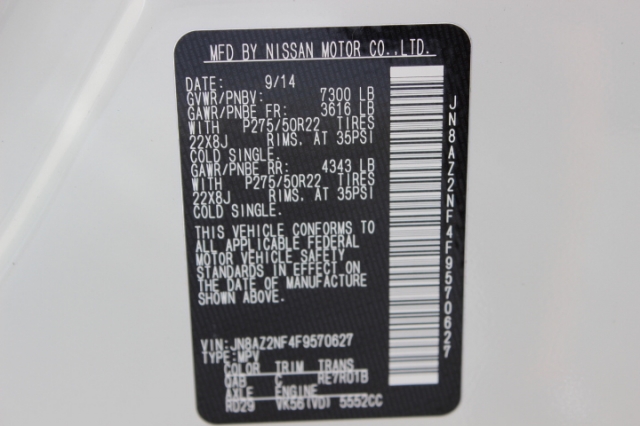 MFD BY NISSAN MOTOR CO.,LTD.
DATE: 9/14
GVWR/PNBV: 7300 LB
GAWR/PNBE FR: 3616 LB
WITH P275/50R22 TIRES
22X8J RIMS. AT 35PSI
COLD SINGLE.
GAWR/PNBE RR: 4343 LB
WITH P275/50R22 TIRES
22X8J RIMS. AT 35PSI
COLD SINGLE.
THIS VEHICLE CONFORMS TO
ALL APPLICABLE FEDERAL
MOTOR VEHICLE SAFETY
STANDARDS IN EFFECT ON
THE DATE OF MANUFACTURE
SHOWN ABOVE.
VIN:JN8AZ2NF4F9570627
TYPE:MPV
COLOR TRIM TRANS
QAB C RE7R01B
AXLE ENGINE
RD29 VK56(VD) 5552CC
JN8AZ2NF4F9570627